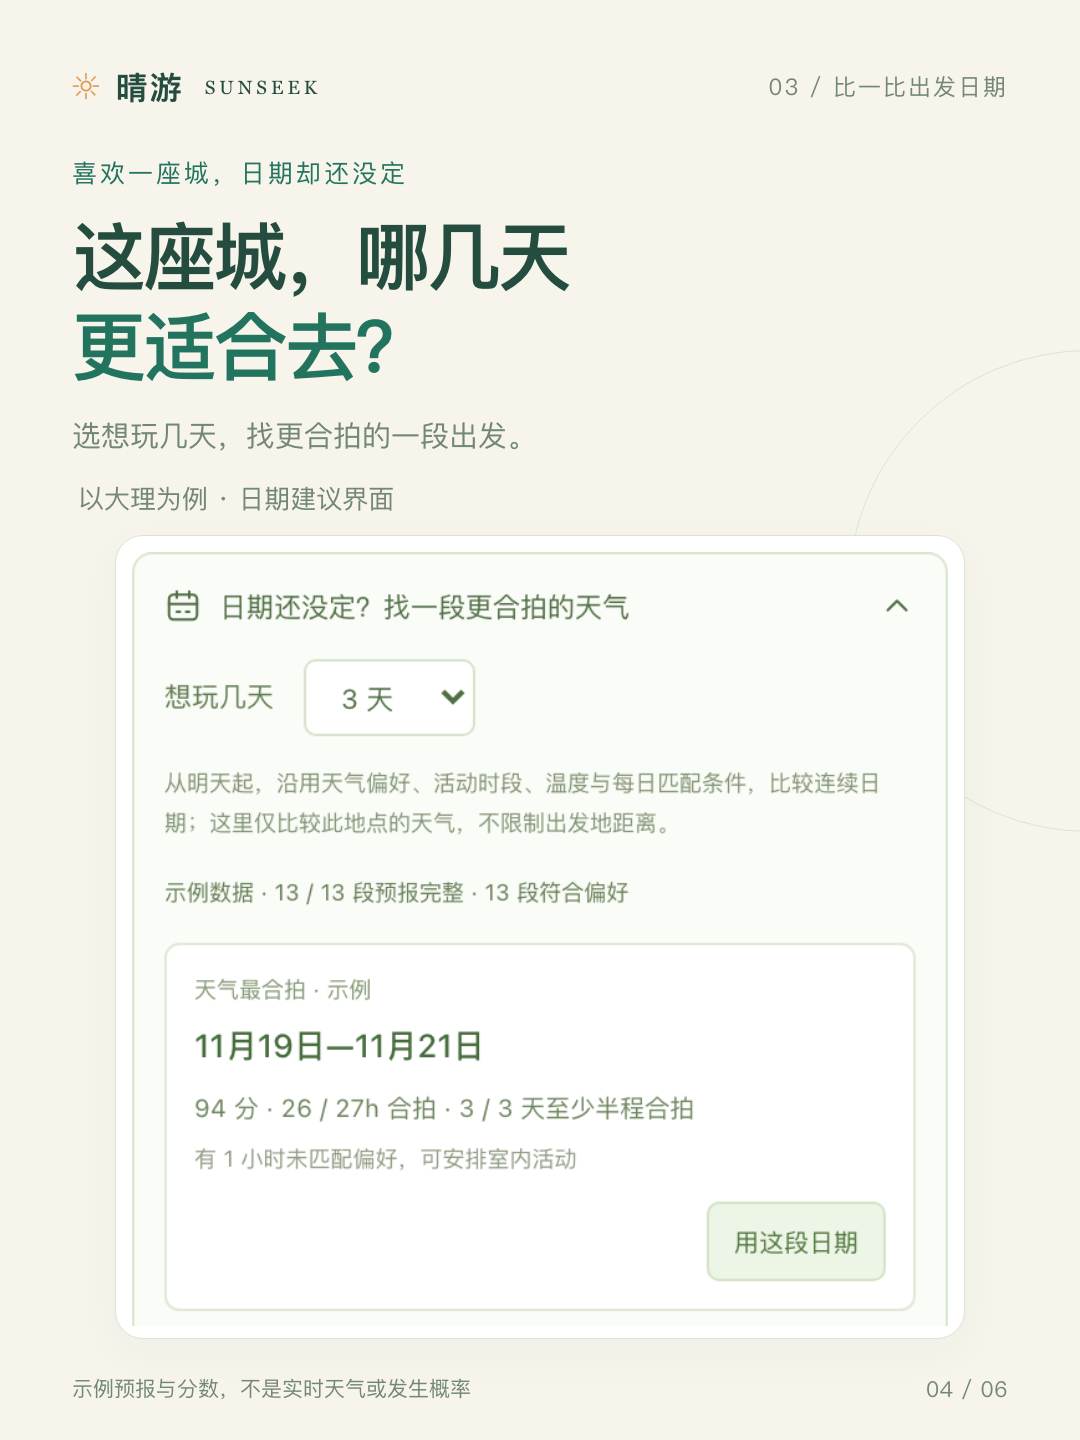 晴游 SUNSEEK
03 / 比一比出发日期
喜欢一座城，日期却还没定
这座城，哪几天
更适合去？
选想玩几天，找更合拍的一段出发。
以大理为例 · 日期建议界面
日期还没定？找一段更合拍的天气
想玩几天 3 天
从明天起，沿用天气偏好、活动时段、温度与每日匹配条件，比较连续日
期；这里仅比较此地点的天气，不限制出发地距离。
示例数据 · 13 / 13 段预报完整 · 13 段符合偏好
天气最合拍 · 示例
11月19日—11月21日
94 分 · 26 / 27h 合拍 · 3 / 3 天至少半程合拍
有 1 小时未匹配偏好，可安排室内活动
用这段日期
示例预报与分数，不是实时天气或发生概率
04 / 06